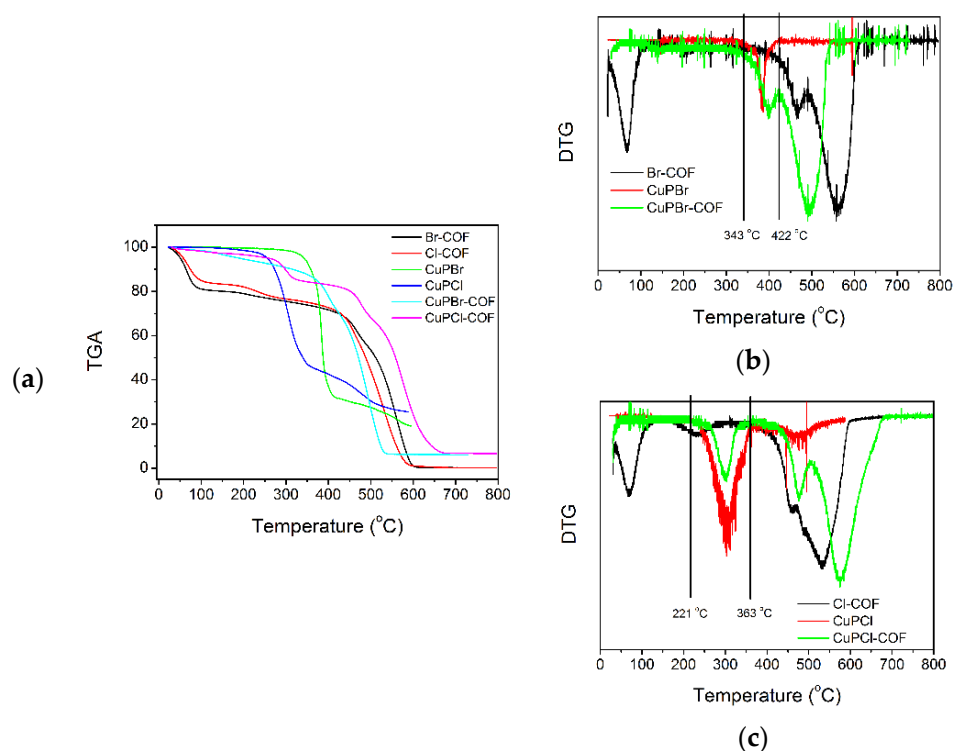 (a)
TGA
100
80
60
40
20
0
0 100 200 300 400 500 600 700 800
Temperature (°C)
Br-COF
Cl-COF
CuPBr
CuPCl
CuPBr-COF
CuPCl-COF
DTG
Br-COF
CuPBr
CuPBr-COF
343 °C
422 °C
0 100 200 300 400 500 600 700 800
Temperature (°C)
(b)
DTG
221 °C
363 °C
Cl-COF
CuPCl
CuPCl-COF
0 100 200 300 400 500 600 700 800
Temperature (°C)
(c)